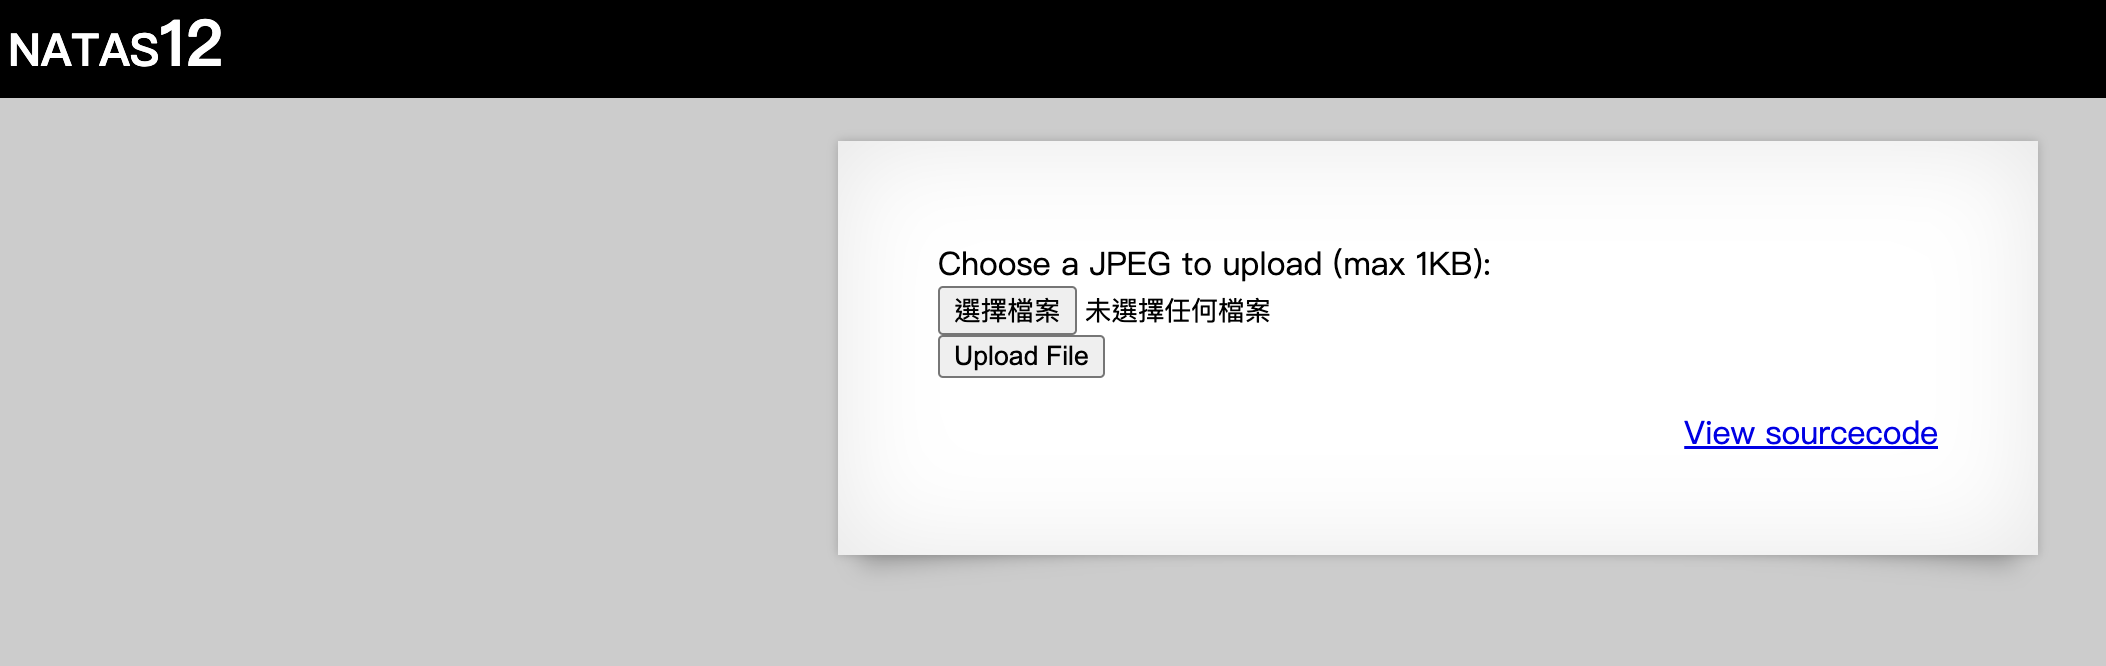 NATAS12
Choose a JPEG to upload (max 1KB):
選擇檔案 未選擇任何檔案
Upload File
View sourcecode